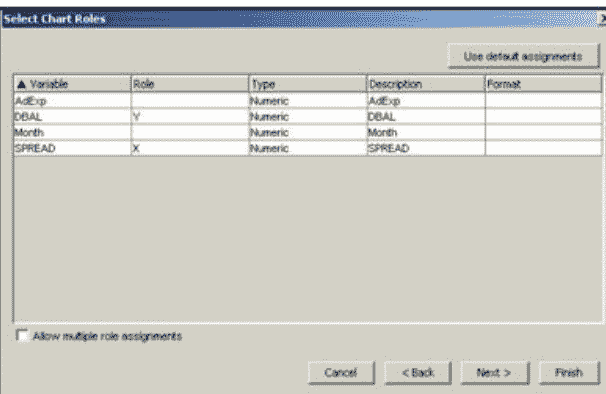 Select Chart Roles
Use default assignments
▲ Variable Role Type Description Format
AdExp Numeric AdExp
DBAL Y Numeric DBAL
Month Numeric Month
SPREAD X Numeric SPREAD
Allow multiple role assignments
Cancel < Back Next > Finish